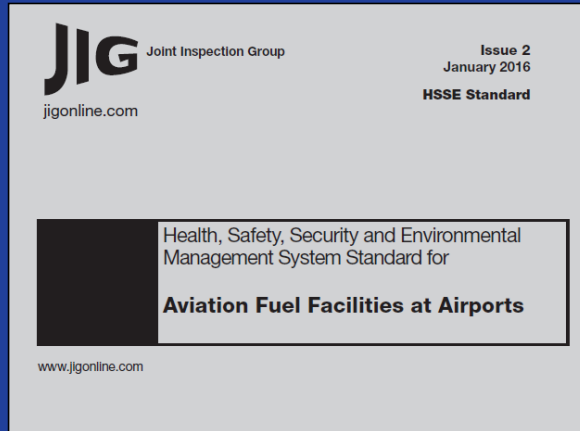 JIG Joint Inspection Group
jigonline.com
Issue 2
January 2016
HSSE Standard
Health, Safety, Security and Environmental
Management System Standard for
Aviation Fuel Facilities at Airports
www.jigonline.com